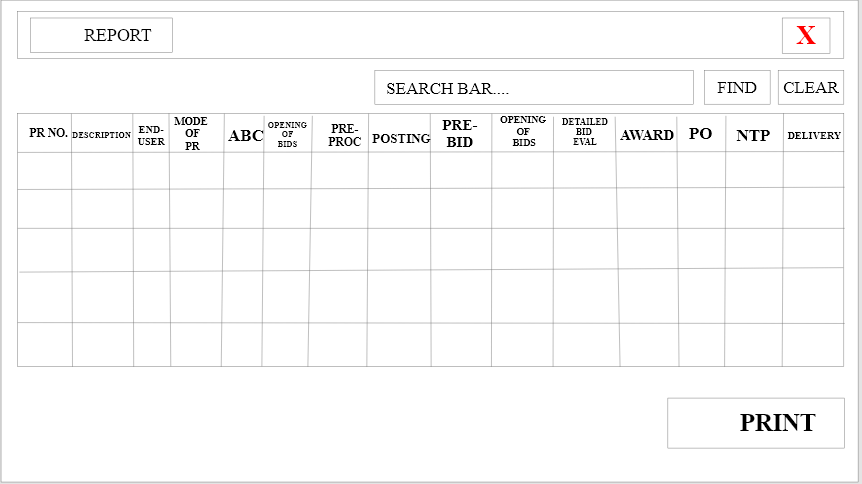 REPORT
X
SEARCH BAR....
FIND
CLEAR
PR NO.
DESCRIPTION
END-
USER
MODE
OF
PR
ABC
OPENING
OF
BIDS
PRE-
PROC
POSTING
PRE-
BID
OPENING
OF
BIDS
DETAILED
BID
EVAL
AWARD
PO
NTP
DELIVERY
PRINT